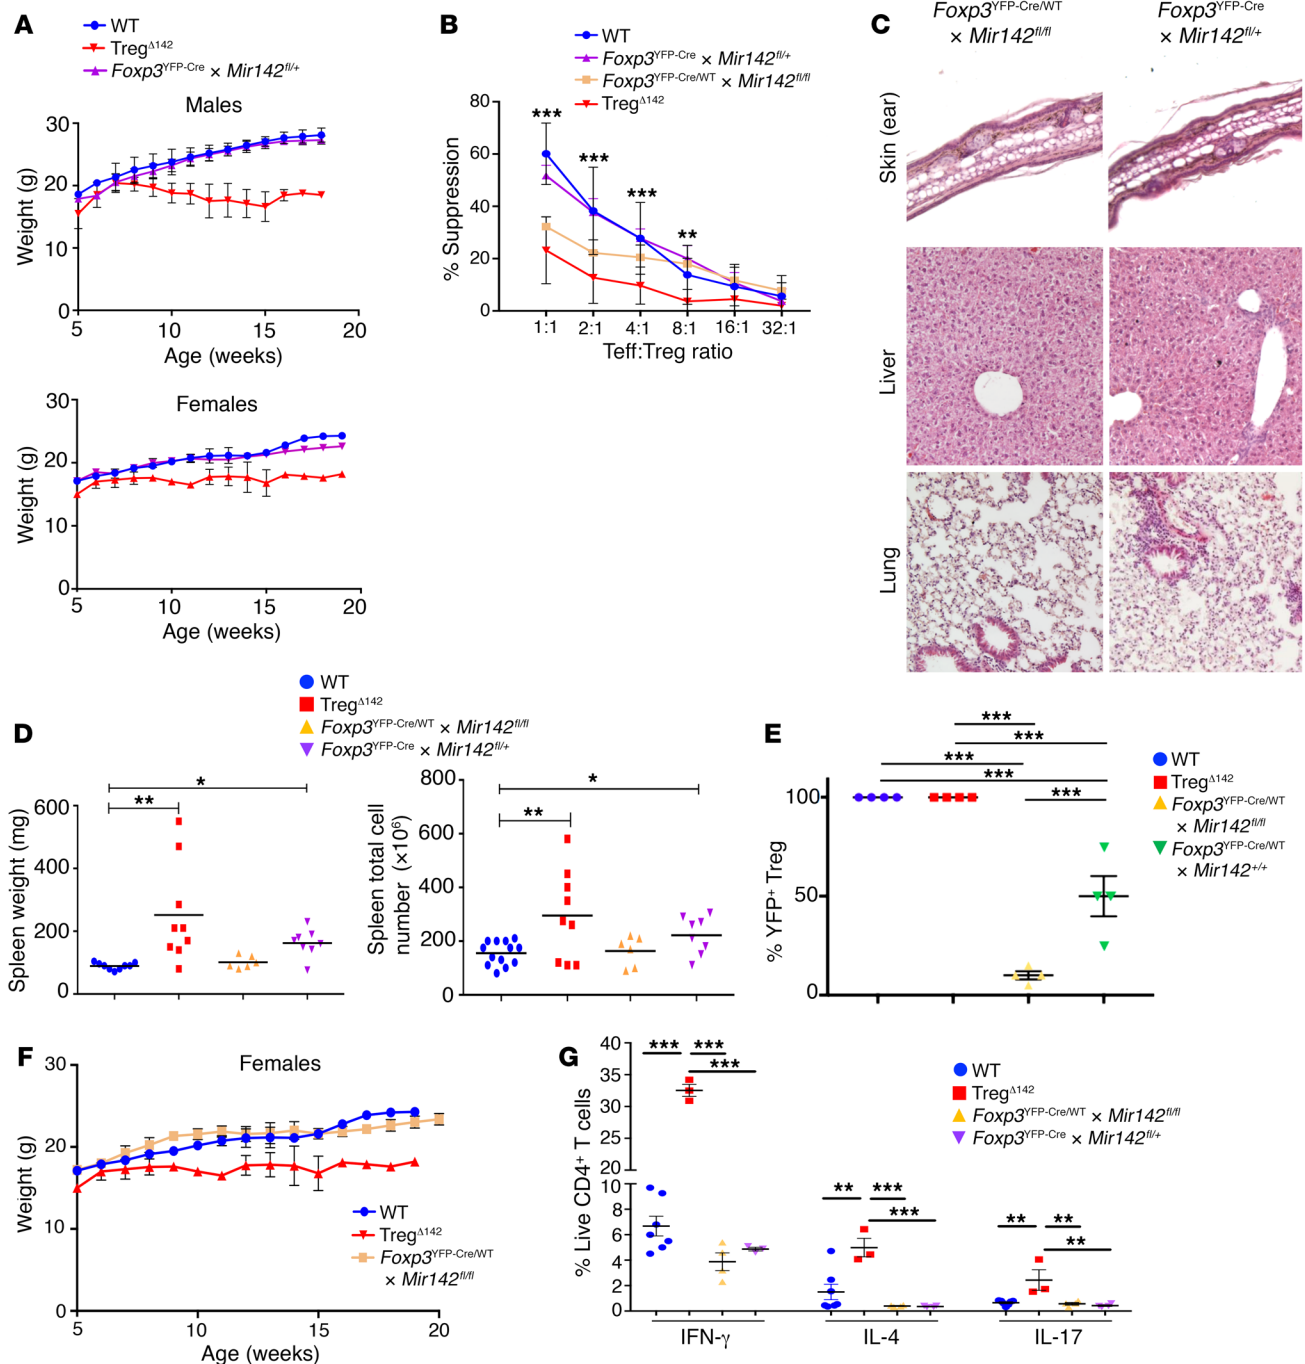 A
WT
TregΔ142
Foxp3YFP-Cre × Mir142fl/+
Males
30
20
10
0
Weight (g)
5 10 15 20
Age (weeks)
Females
30
20
10
0
Weight (g)
5 10 15 20
Age (weeks)
B
WT
Foxp3YFP-Cre × Mir142fl/+
Foxp3YFP-Cre/WT × Mir142fl/fl
TregΔ142
80
60
40
20
0
% Suppression
***
***
***
**
1:1 2:1 4:1 8:1 16:1 32:1
Teff:Treg ratio
C
Foxp3YFP-Cre/WT
× Mir142fl/fl
Foxp3YFP-Cre
× Mir142fl/+
Skin (ear)
Liver
Lung
D
WT
TregΔ142
Foxp3YFP-Cre/WT × Mir142fl/fl
Foxp3YFP-Cre × Mir142fl/+
Spleen weight (mg)
600
400
200
0
*
**
Spleen total cell
number (×10⁶)
800
600
400
200
0
*
**
E
***
***
***
***
***
% YFP⁺ Treg
100
50
0
WT
TregΔ142
Foxp3YFP-Cre/WT
× Mir142fl/fl
Foxp3YFP-Cre/WT
× Mir142+/+
F
Females
30
20
10
0
Weight (g)
WT
TregΔ142
Foxp3YFP-Cre/WT
× Mir142fl/fl
5 10 15 20
Age (weeks)
G
% Live CD4⁺ T cells
40
35
30
25
20
10
8
6
4
2
0
*** ***
***
** ***
***
** **
**
WT
TregΔ142
Foxp3YFP-Cre/WT × Mir142fl/fl
Foxp3YFP-Cre × Mir142fl/+
IFN-γ IL-4 IL-17